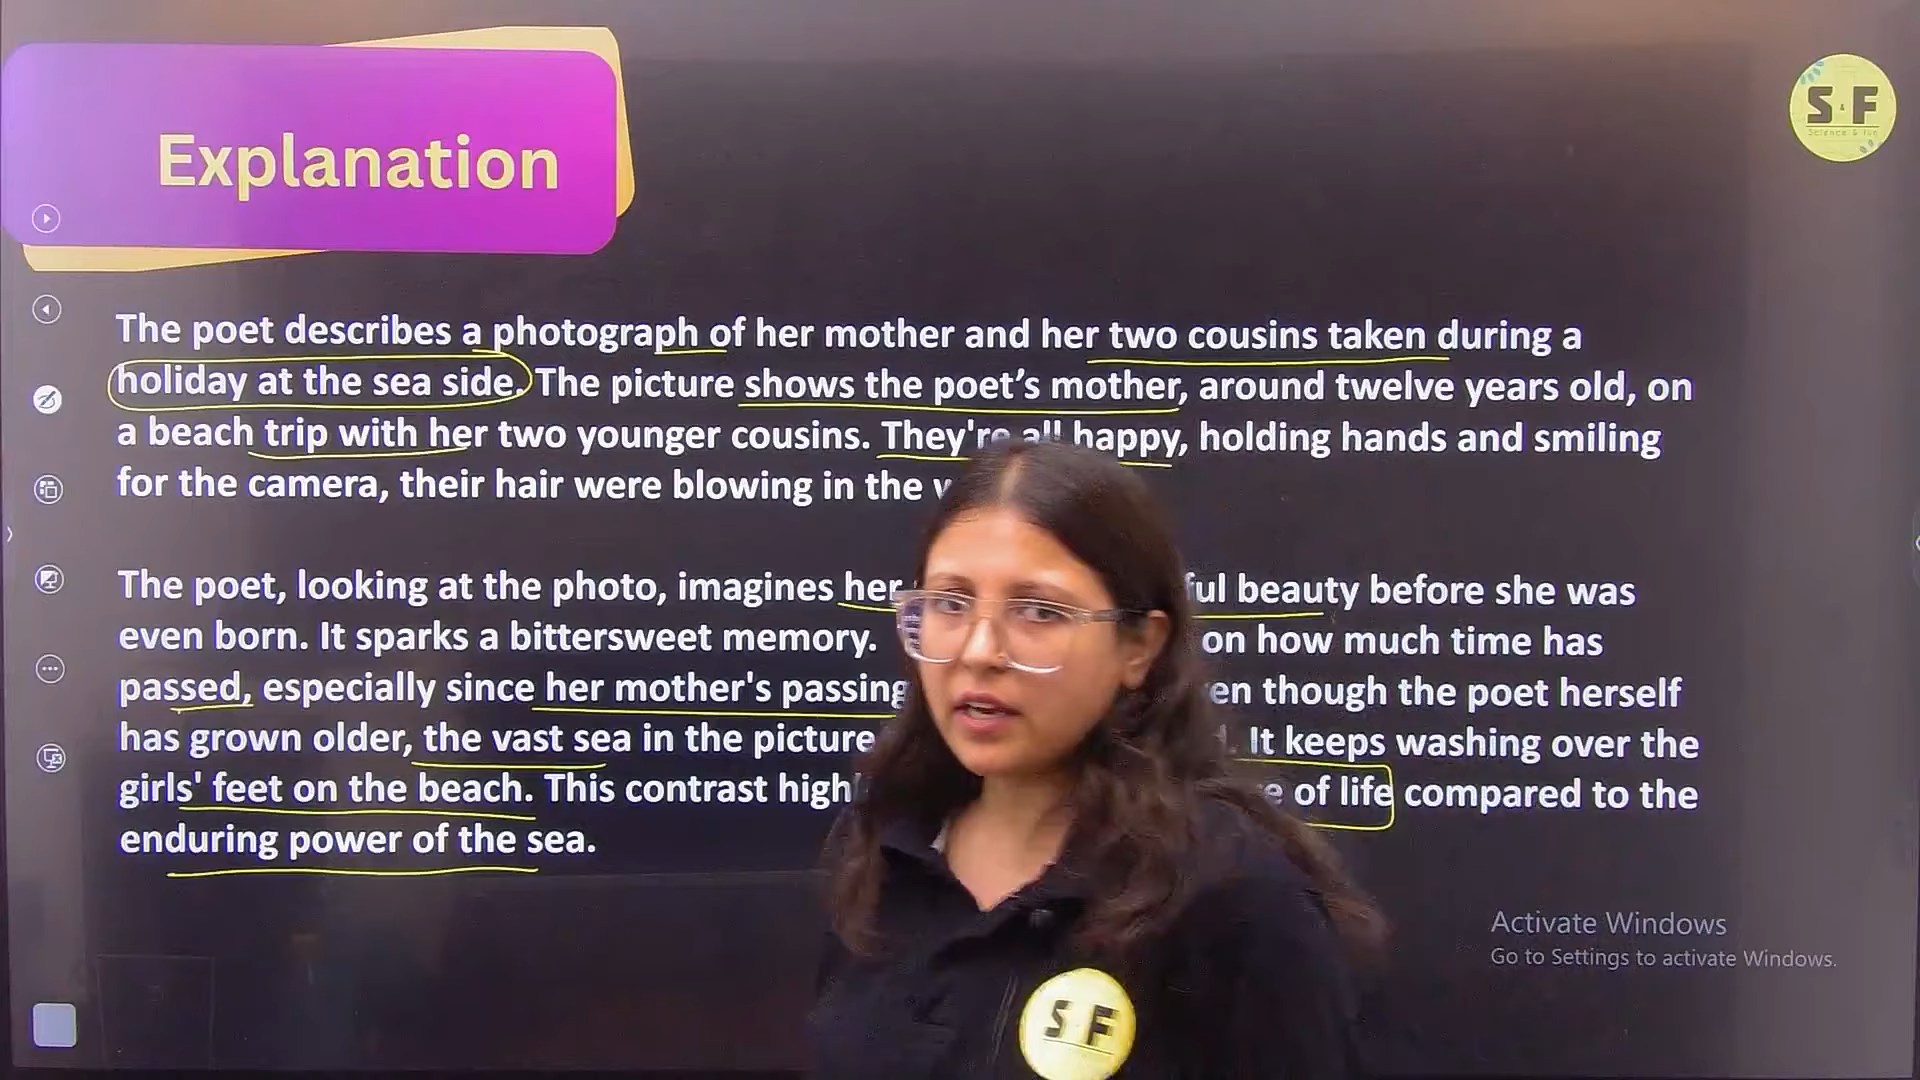 Explanation
S&F
Science & fun
The poet describes a photograph of her mother and her two cousins taken during a
holiday at the sea side. The picture shows the poet's mother, around twelve years old, on
a beach trip with her two younger cousins. They're all happy, holding hands and smiling
for the camera, their hair were blowing in the
The poet, looking at the photo, imagines her beauty before she was
even born. It sparks a bittersweet memory. on how much time has
passed, especially since her mother's passing though the poet herself
has grown older, the vast sea in the picture It keeps washing over the
girls' feet on the beach. This contrast of life compared to the
enduring power of the sea.
Activate Windows
Go to Settings to activate Windows.
S F